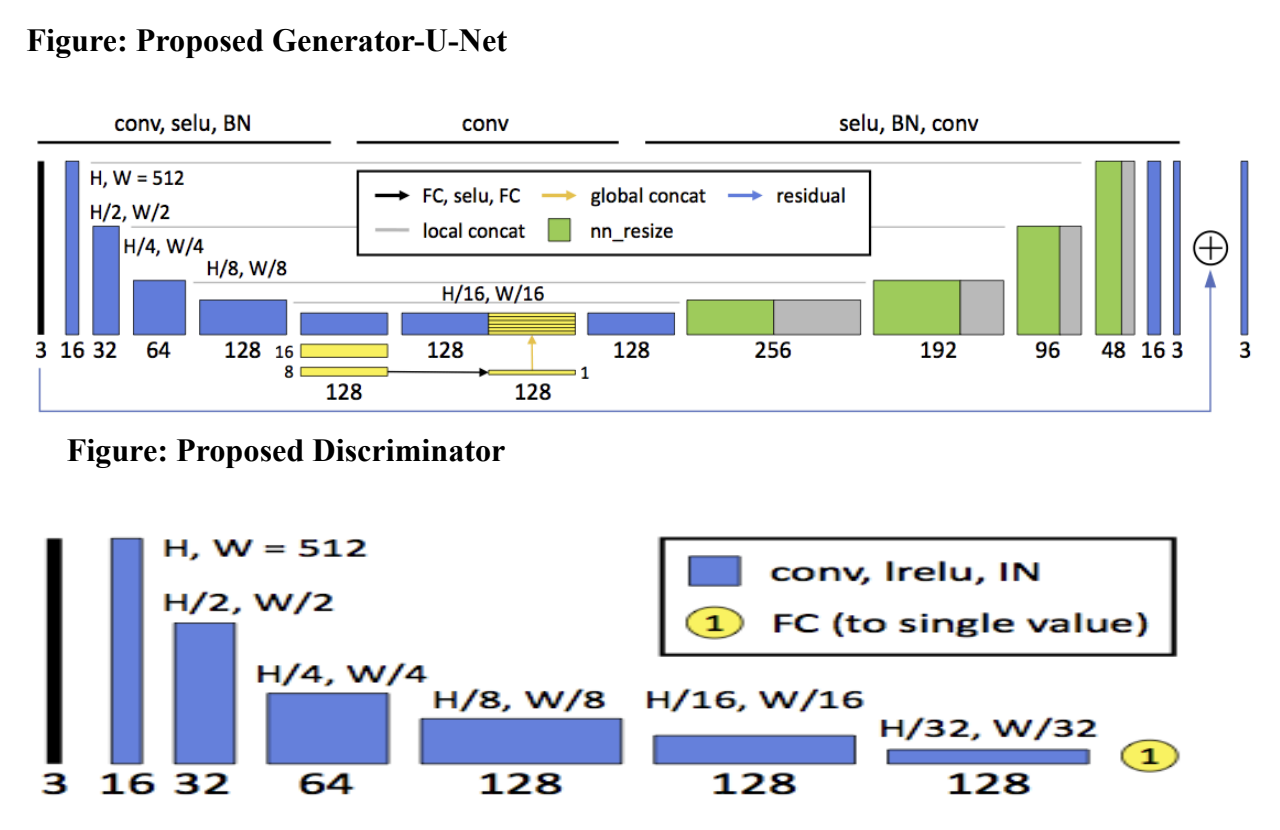 Figure: Proposed Generator-U-Net
conv, selu, BN
conv
selu, BN, conv
H, W = 512
H/2, W/2
H/4, W/4
H/8, W/8
H/16, W/16
FC, selu, FC
global concat
residual
local concat
nn_resize
3 16 32 64 128 16 128 128 256 192 96 48 16 3 3
8 1
128 128
Figure: Proposed Discriminator
H, W = 512
H/2, W/2
H/4, W/4
H/8, W/8
H/16, W/16
H/32, W/32
conv, lrelu, IN
1 FC (to single value)
1
3 16 32 64 128 128 128